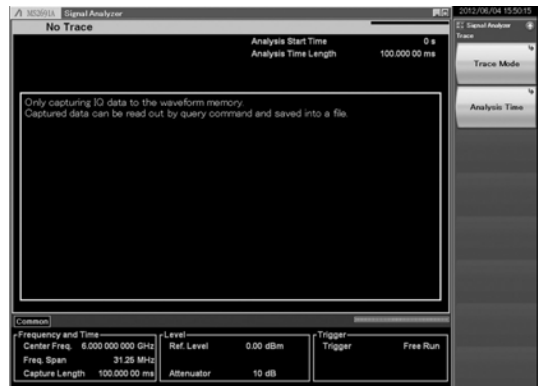 MS2691A Signal Analyzer
2012/06/04 15:50:15
No Trace
Signal Analyzer
Trace
Analysis Start Time 0 s
Analysis Time Length 100.000 00 ms
Trace Mode
Analysis Time
Only capturing IQ data to the waveform memory.
Captured data can be read out by query command and saved into a file.
Common
Frequency and Time
Center Freq. 6.000 000 000 GHz
Freq. Span 31.25 MHz
Capture Length 100.000 00 ms
Level
Ref. Level 0.00 dBm
Attenuator 10 dB
Trigger
Trigger Free Run